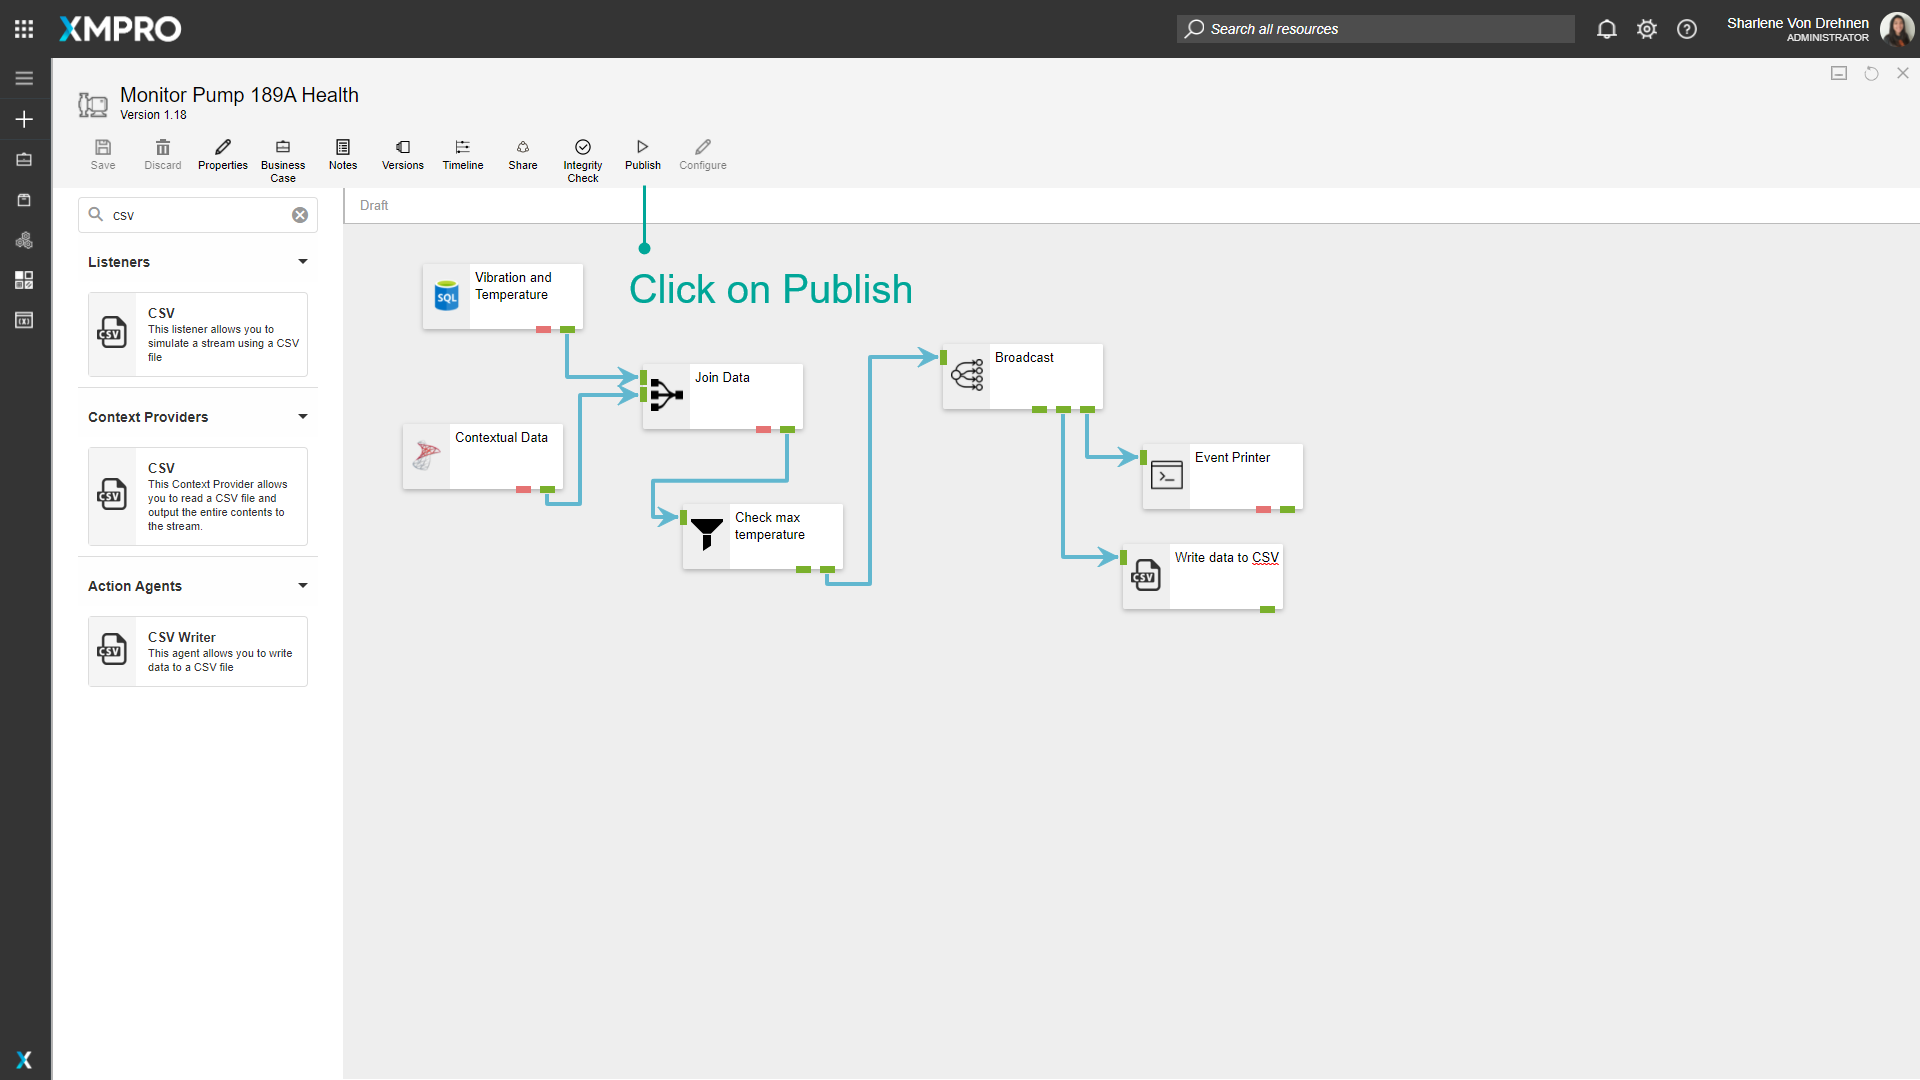 XMPRO
Search all resources
Sharlene Von Drehnen
ADMINISTRATOR
Monitor Pump 189A Health
Version 1.18
Save
Discard
Properties
Business
Case
Notes
Versions
Timeline
Share
Integrity
Check
Publish
Configure
csv
Draft
Listeners
CSV
This listener allows you to
simulate a stream using a CSV
file
Context Providers
CSV
This Context Provider allows
you to read a CSV file and
output the entire contents to
the stream.
Action Agents
CSV Writer
This agent allows you to write
data to a CSV file
Click on Publish
SQL
Vibration and
Temperature
Join Data
Contextual Data
Check max
temperature
Broadcast
Event Printer
CSV
Write data to CSV
CSV
CSV
CSV
X